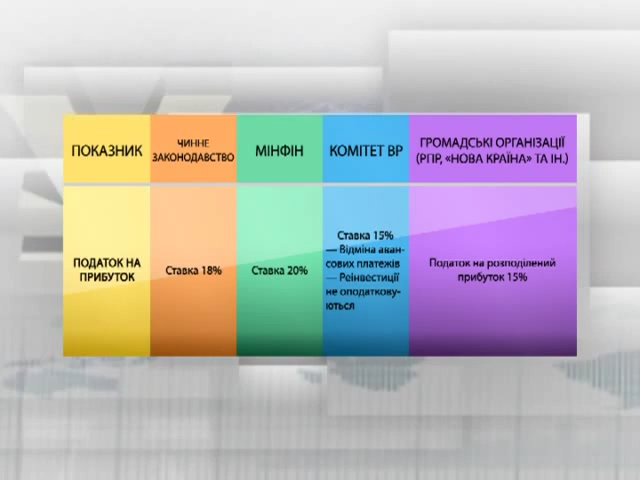 ПОКАЗНИК
ЧИННЕ
ЗАКОНОДАВСТВО
МІНФІН
КОМІТЕТ ВР
ГРОМАДСЬКІ ОРГАНІЗАЦІЇ
(РПР, «НОВА КРАЇНА» ТА ІН.)
ПОДАТОК НА
ПРИБУТОК
Ставка 18%
Ставка 20%
Ставка 15%
— Відміна аван-
сових платежів
— Реінвестиції
не оподаткову-
ються
Податок на розподілений
прибуток 15%